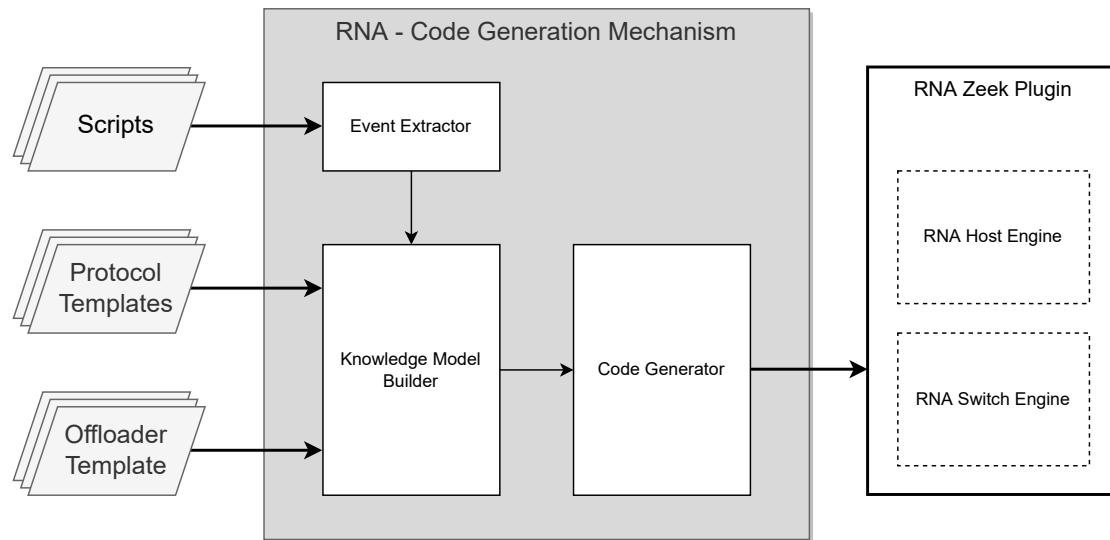 RNA - Code Generation Mechanism
Scripts
Event Extractor
Protocol
Templates
Knowledge Model
Builder
Code Generator
Offloader
Template
RNA Zeek Plugin
RNA Host Engine
RNA Switch Engine